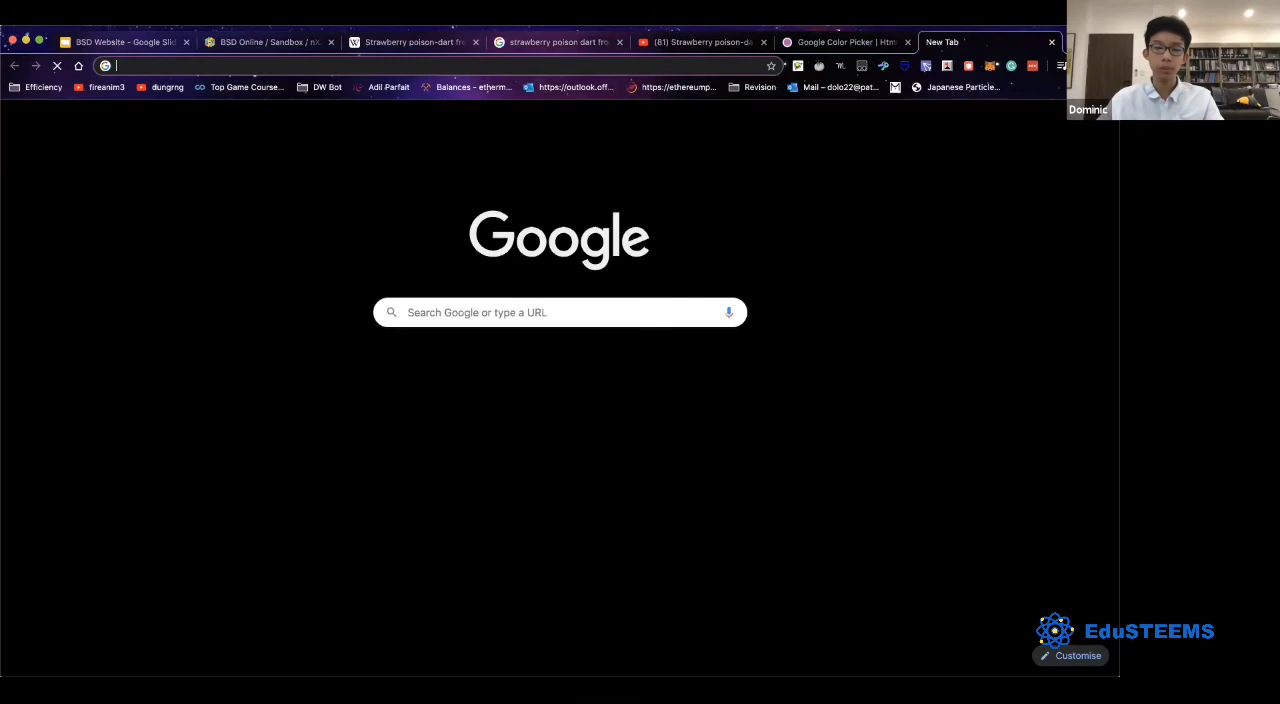 BSD Website - Google Slid
BSD Online / Sandbox / nX
Strawberry poison-dart fr
strawberry poison dart fro
(81) Strawberry poison-da
Google Color Picker | Htm
New Tab
Efficiency
fireanim3
dungrng
Top Game Course...
DW Bot
Adil Parfait
Balances - etherm...
https://outlook.off...
https://ethereump...
Revision
Mail – dolo22@pat...
Japanese Particle...
Dominic
Google
Search Google or type a URL
EduSTEEMS
Customise